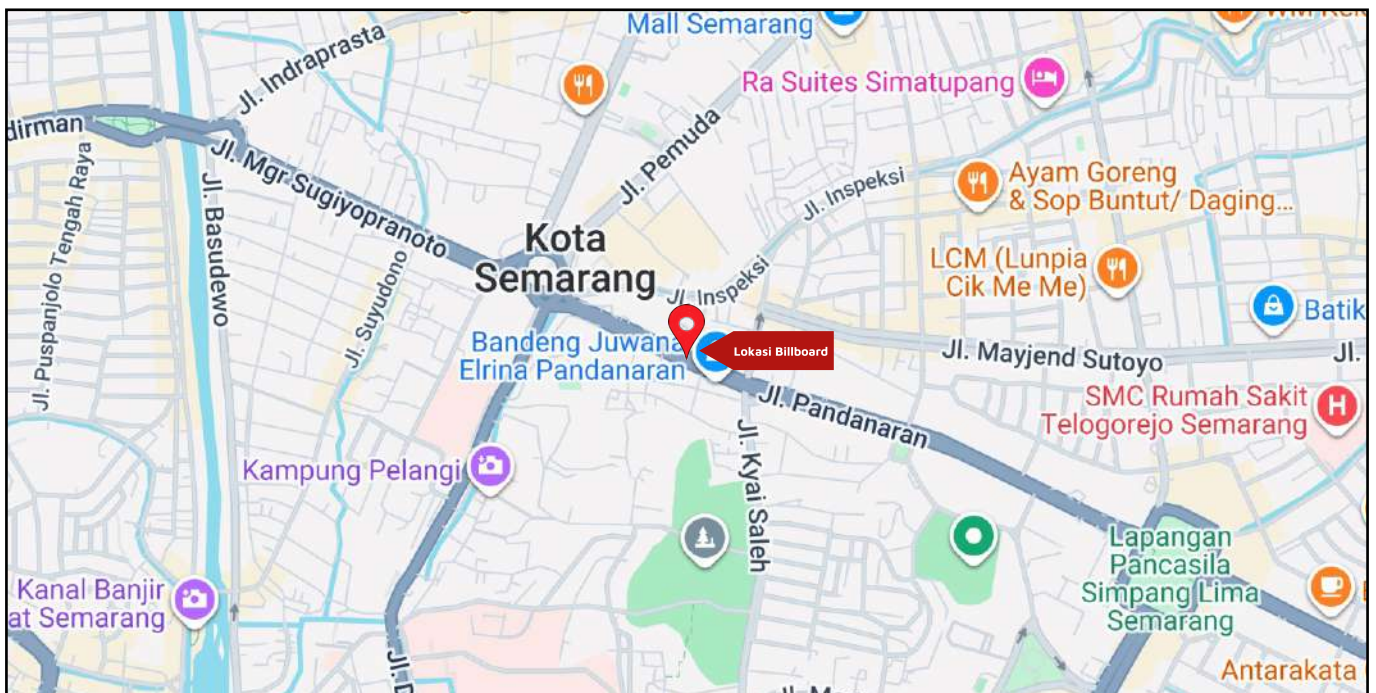 Mall Semarang
Jl. Indraprasta
Ra Suites Simatupang
dirman
Jl. Pemuda
Jl. Mgr Sugiyopranoto
Jl. Inspeksi
Ayam Goreng
& Sop Buntut/ Daging...
Jl. Puspanjolo Tengah Raya
Jl. Basudewo
Kota
Semarang
Jl. Suyudono
Jl. Inspeksi
LCM (Lunpia
Cik Me Me)
Batik
Bandeng Juwana
Elrina Pandanaran
Lokasi Billboard
Jl. Mayjend Sutoyo
Jl.
Jl. Pandanaran
SMC Rumah Sakit
Telogorejo Semarang
Kampung Pelangi
Jl. Kyai Saleh
Lapangan
Pancasila
Simpang Lima
Semarang
Kanal Banjir
at Semarang
Jl. D
Antarakata